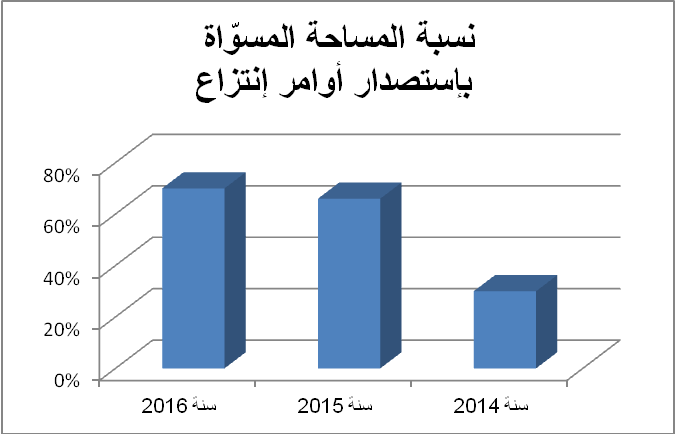 نسبة المساحة المسوّاة
بإستصدار أوامر إنتزاع
80%
60%
40%
20%
0%
سنة 2014
سنة 2015
سنة 2016